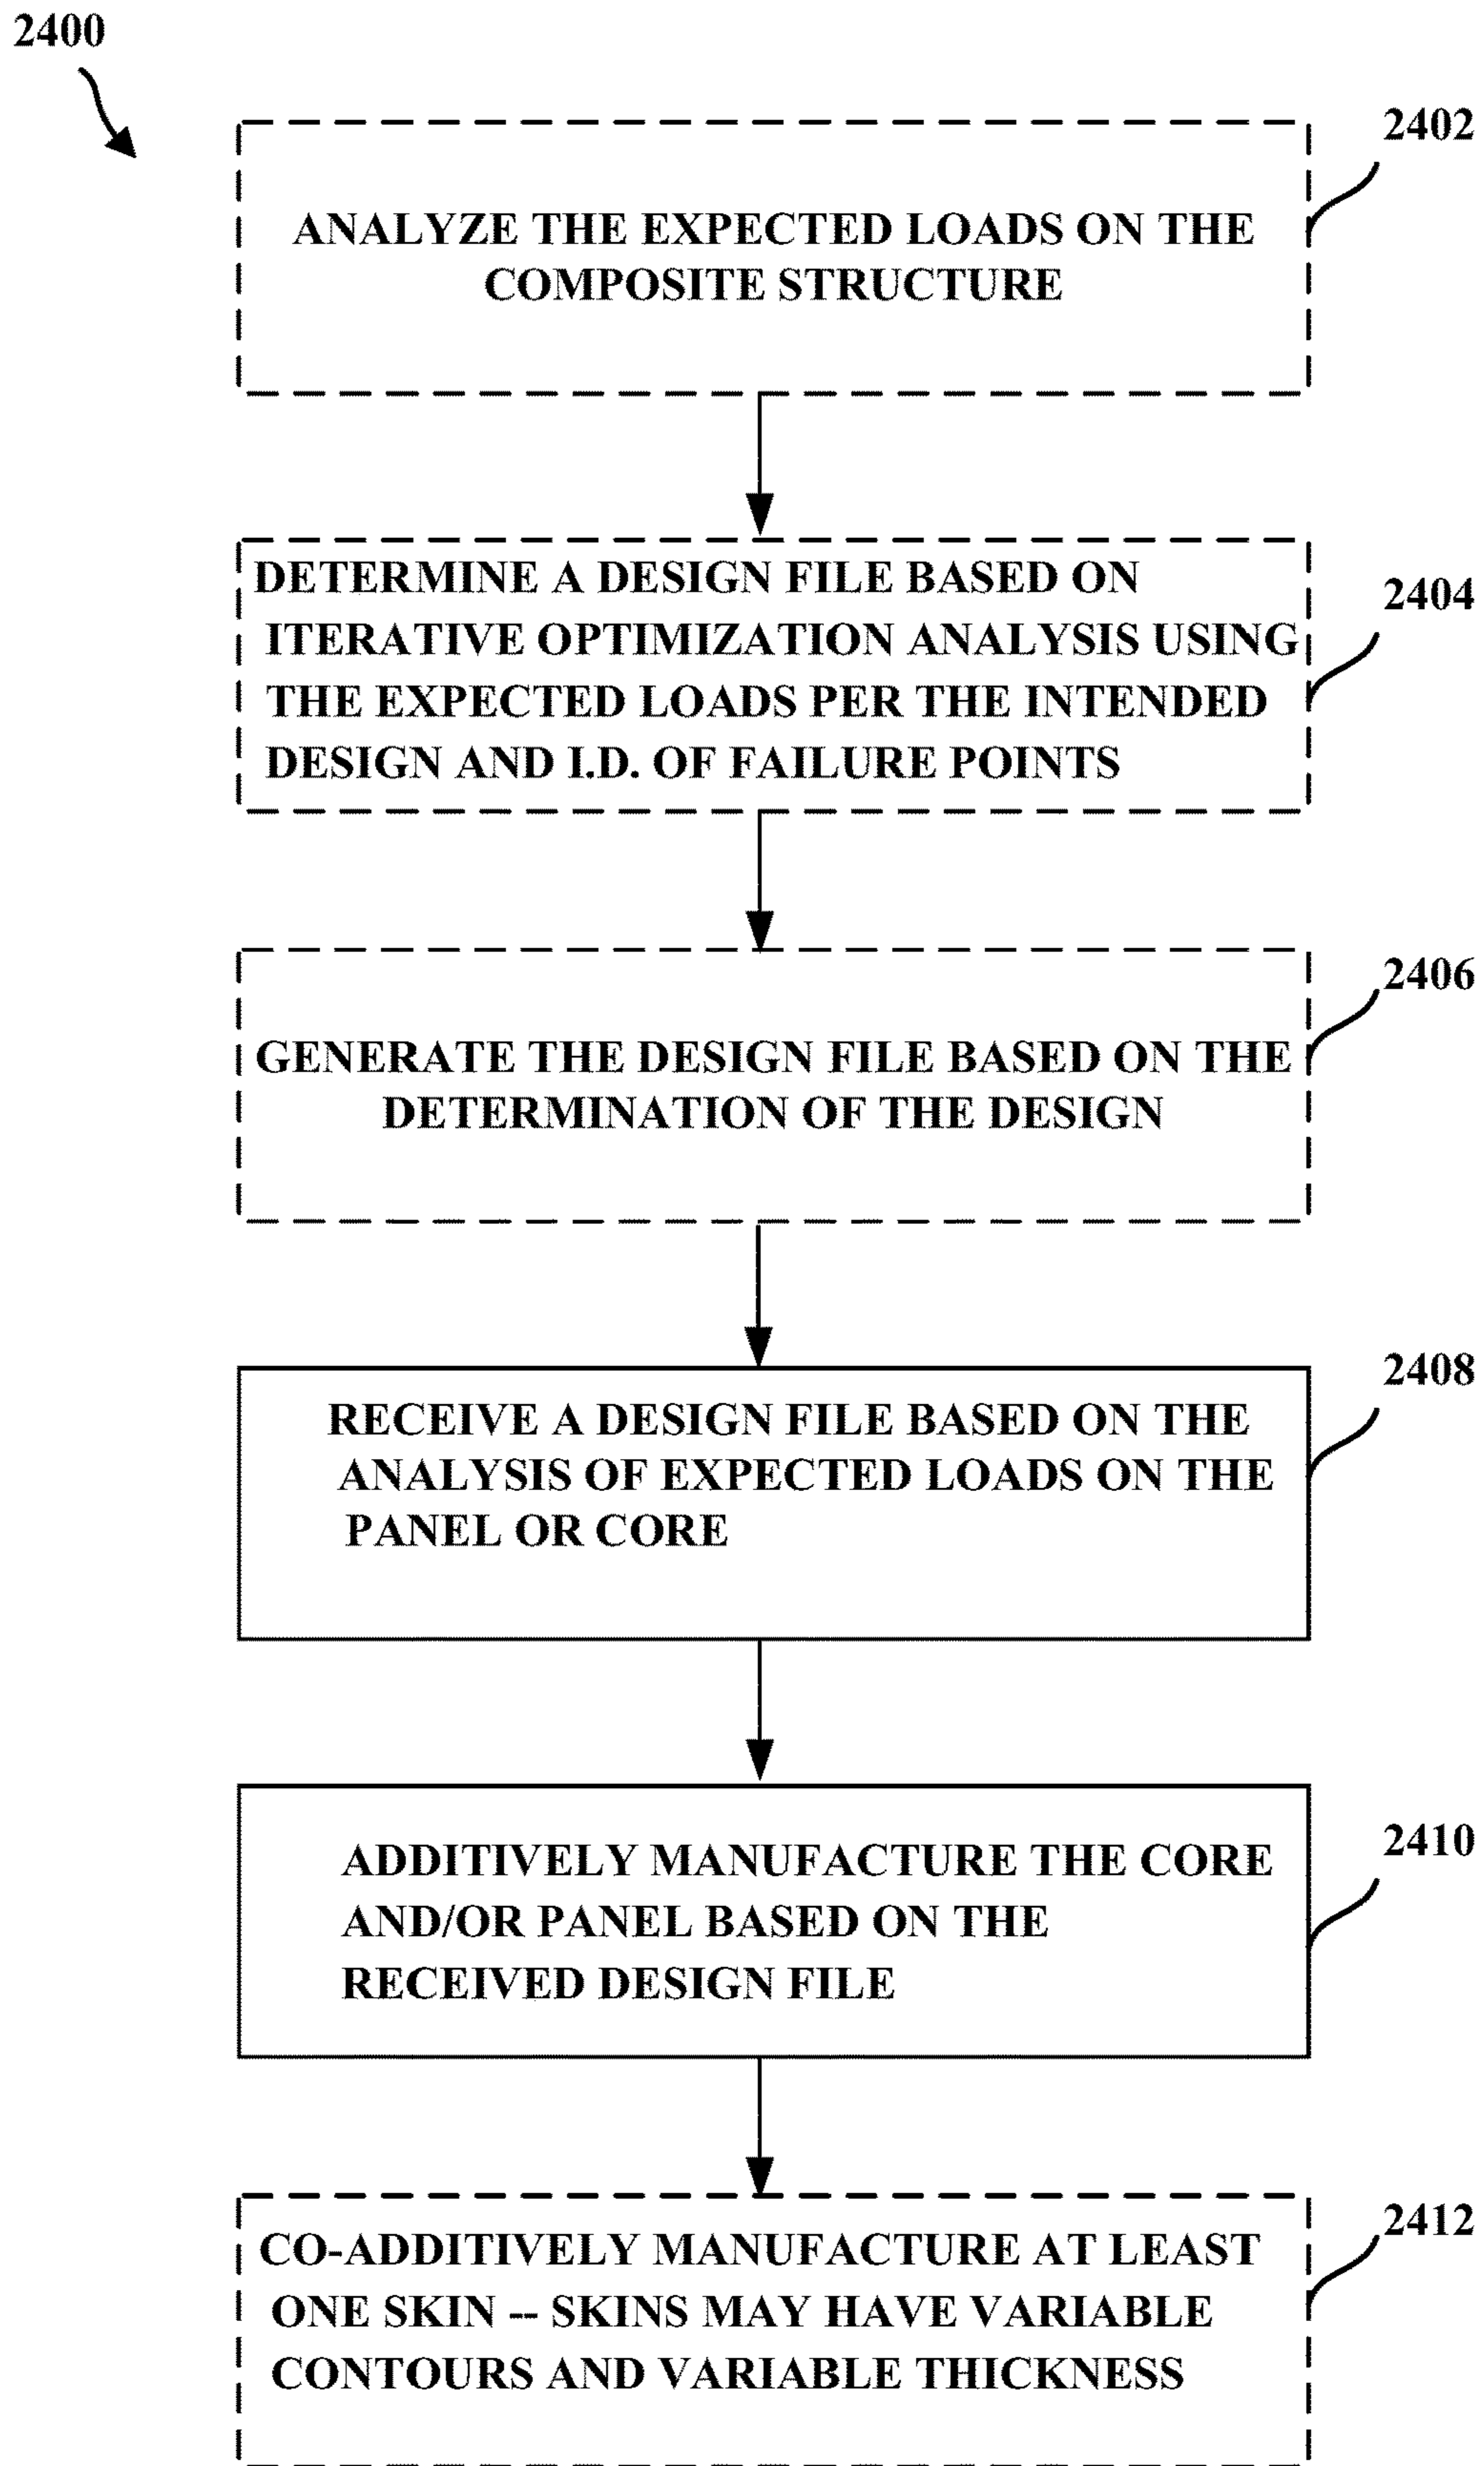 2400
2402
ANALYZE THE EXPECTED LOADS ON THE
COMPOSITE STRUCTURE
2404
DETERMINE A DESIGN FILE BASED ON
ITERATIVE OPTIMIZATION ANALYSIS USING
THE EXPECTED LOADS PER THE INTENDED
DESIGN AND I.D. OF FAILURE POINTS
2406
GENERATE THE DESIGN FILE BASED ON THE
DETERMINATION OF THE DESIGN
2408
RECEIVE A DESIGN FILE BASED ON THE
ANALYSIS OF EXPECTED LOADS ON THE
PANEL OR CORE
2410
ADDITIVELY MANUFACTURE THE CORE
AND/OR PANEL BASED ON THE
RECEIVED DESIGN FILE
2412
CO-ADDITIVELY MANUFACTURE AT LEAST
ONE SKIN -- SKINS MAY HAVE VARIABLE
CONTOURS AND VARIABLE THICKNESS